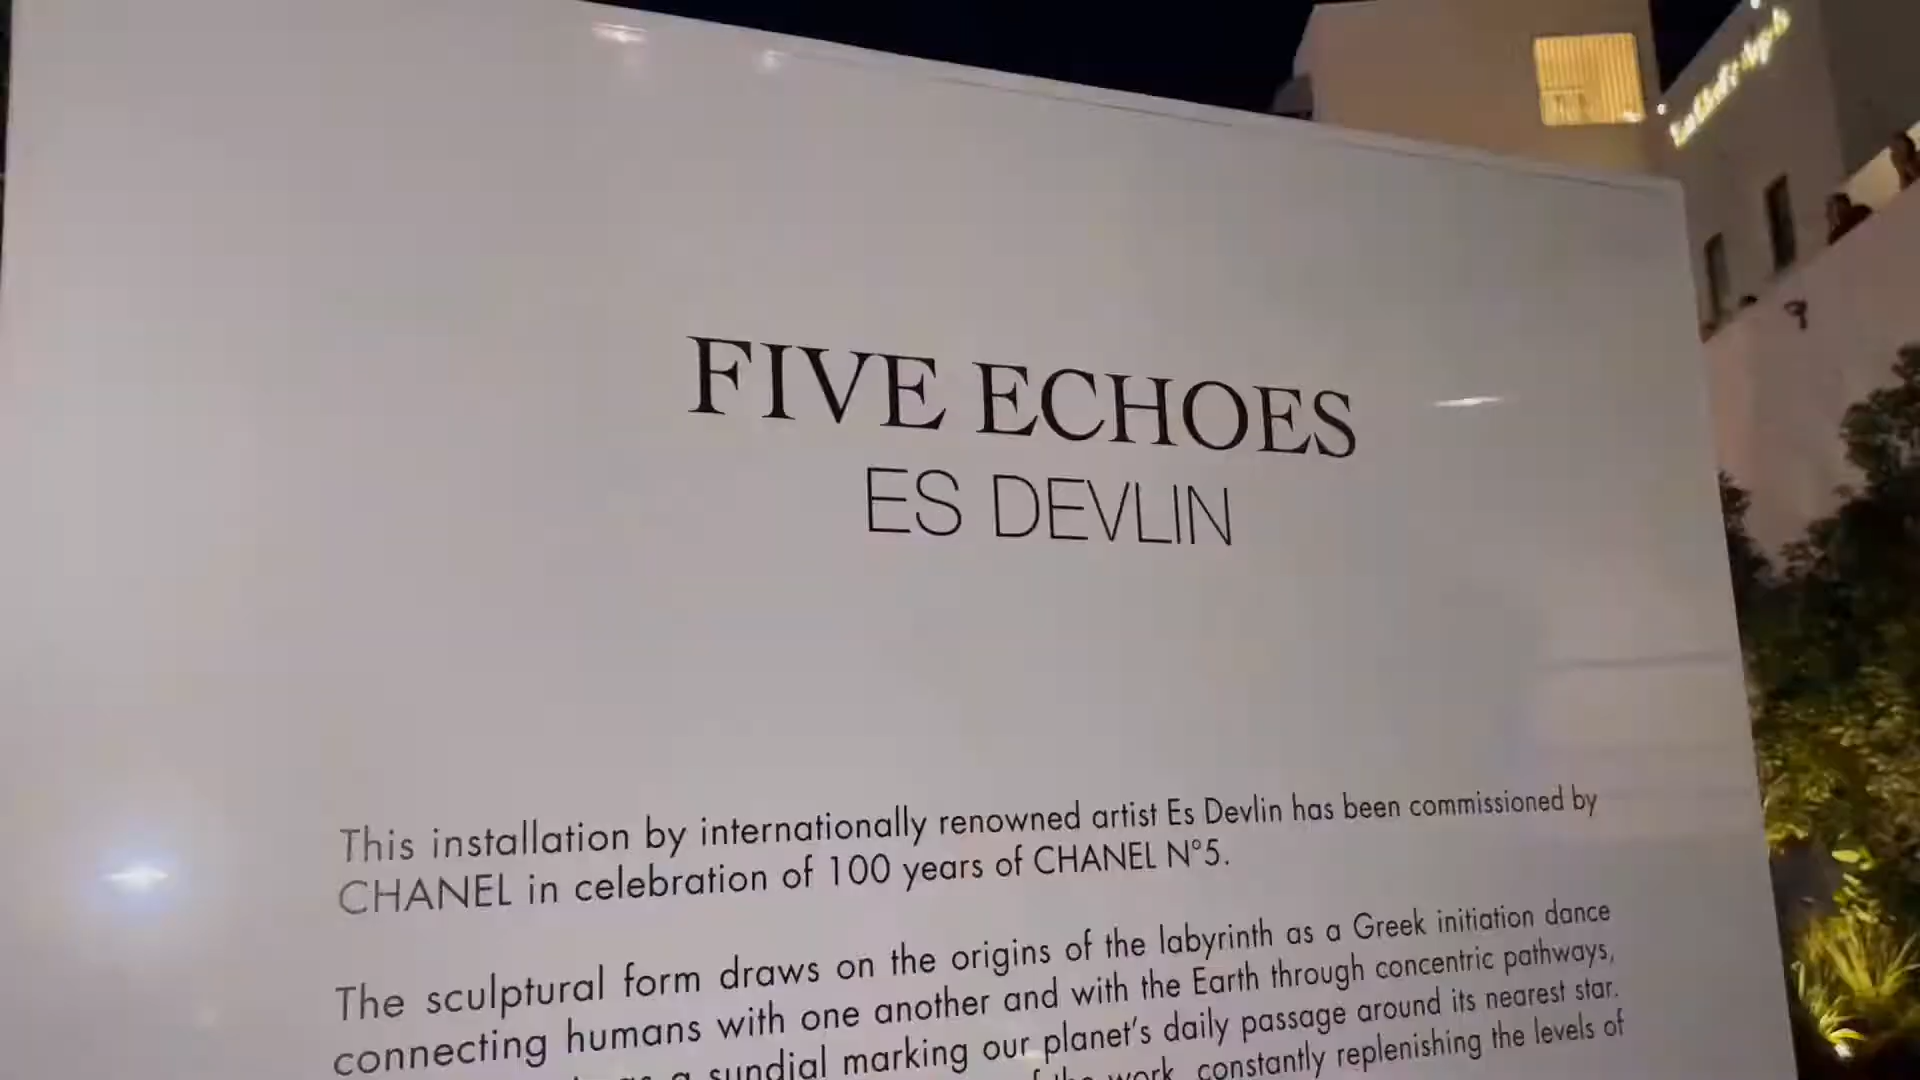 FIVE ECHOES
ES DEVLIN
This installation by internationally renowned artist Es Devlin has been commissioned by
CHANEL in celebration of 100 years of CHANEL N°5.
The sculptural form draws on the origins of the labyrinth as a Greek initiation dance
connecting humans with one another and with the Earth through concentric pathways,
a sundial marking our planet's daily passage around its nearest star.
work, constantly replenishing the levels of